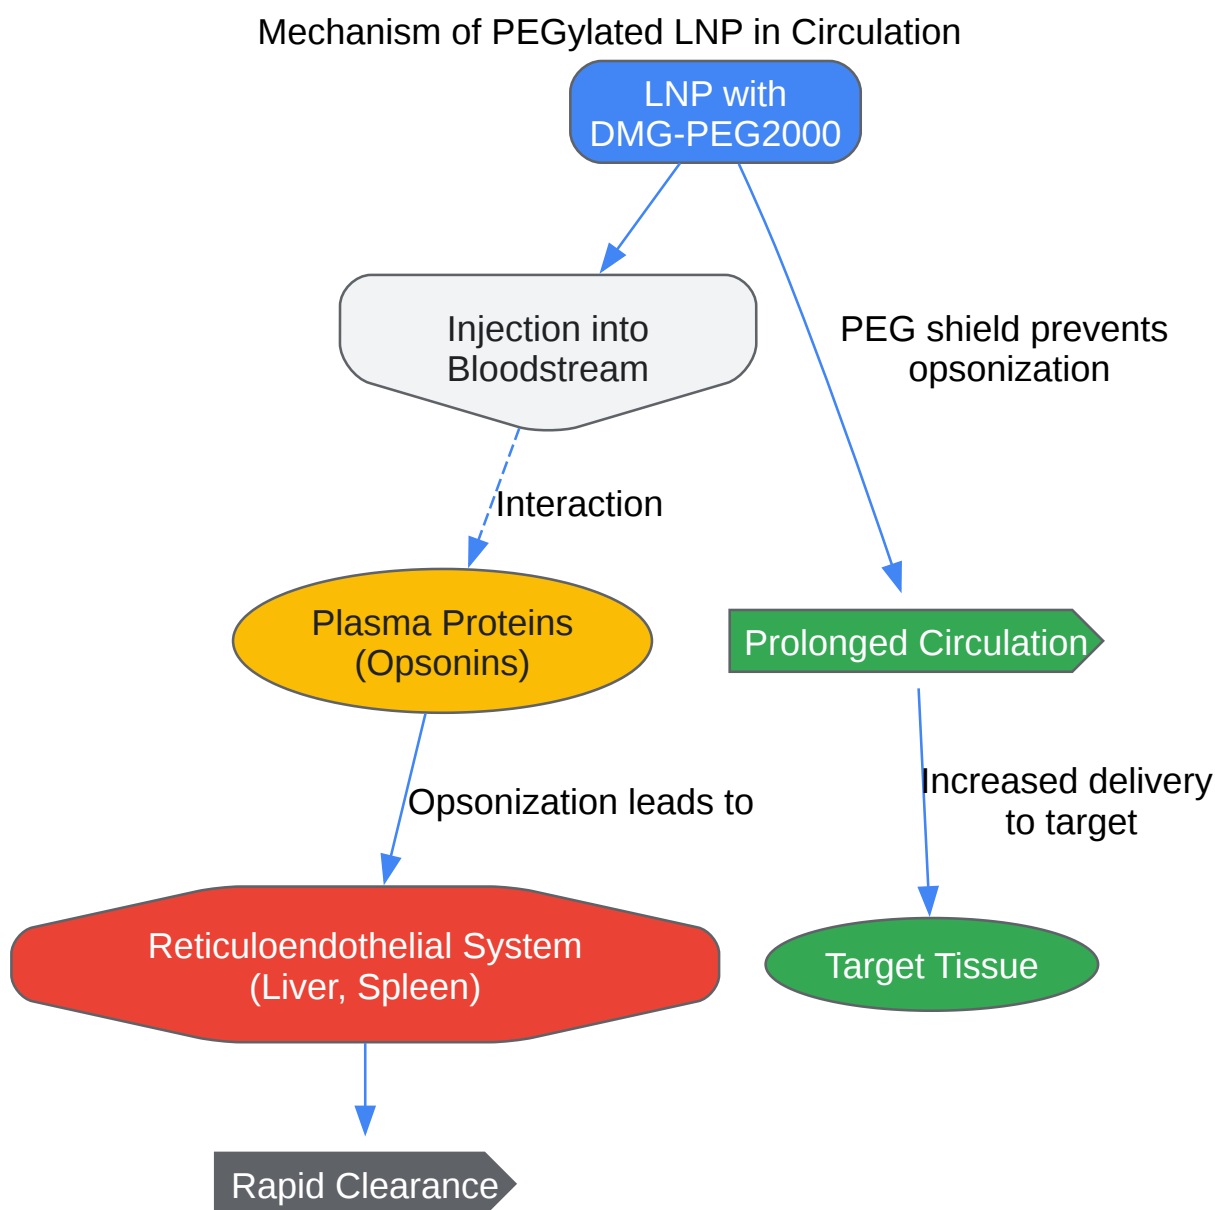 Mechanism of PEGylated LNP in Circulation
LNP with
DMG-PEG2000
Injection into
Bloodstream
PEG shield prevents
opsonization
Interaction
Plasma Proteins
(Opsonins)
Prolonged Circulation
Opsonization leads to
Increased delivery
to target
Reticuloendothelial System
(Liver, Spleen)
Target Tissue
Rapid Clearance